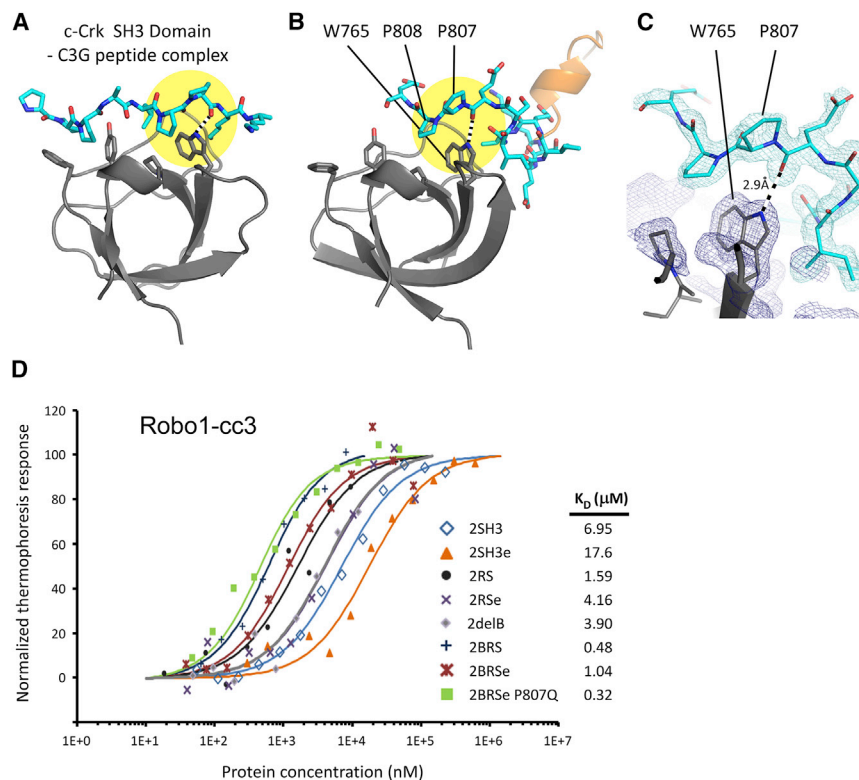 A
c-Crk SH3 Domain
- C3G peptide complex
B
W765 P808 P807
C
W765 P807
2.9Å
D
Robo1-cc3
Normalized thermophoresis response
120
100
80
60
40
20
0
1E+0 1E+1 1E+2 1E+3 1E+4 1E+5 1E+6 1E+7
Protein concentration (nM)
K_D (μM)
2SH3 6.95
2SH3e 17.6
2RS 1.59
2RSe 4.16
2delB 3.90
2BRS 0.48
2BRSe 1.04
2BRSe P807Q 0.32